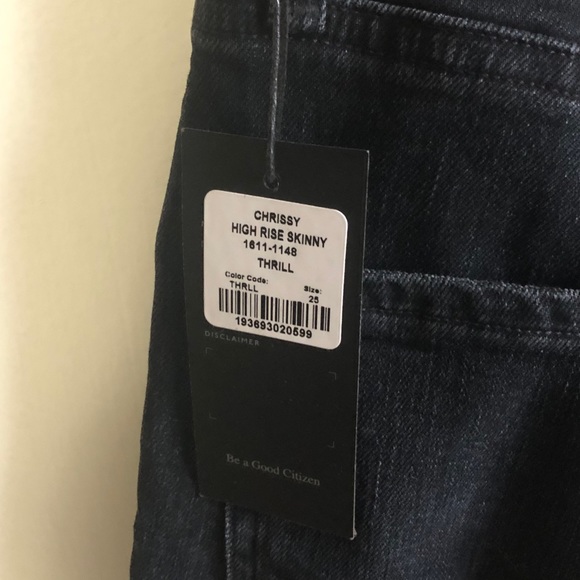 CHRISSY
HIGH RISE SKINNY
1611-1148
THRILL
Color Code: Size:
THRLL 25
193693020599
DISCLAIMER
Be a Good Citizen